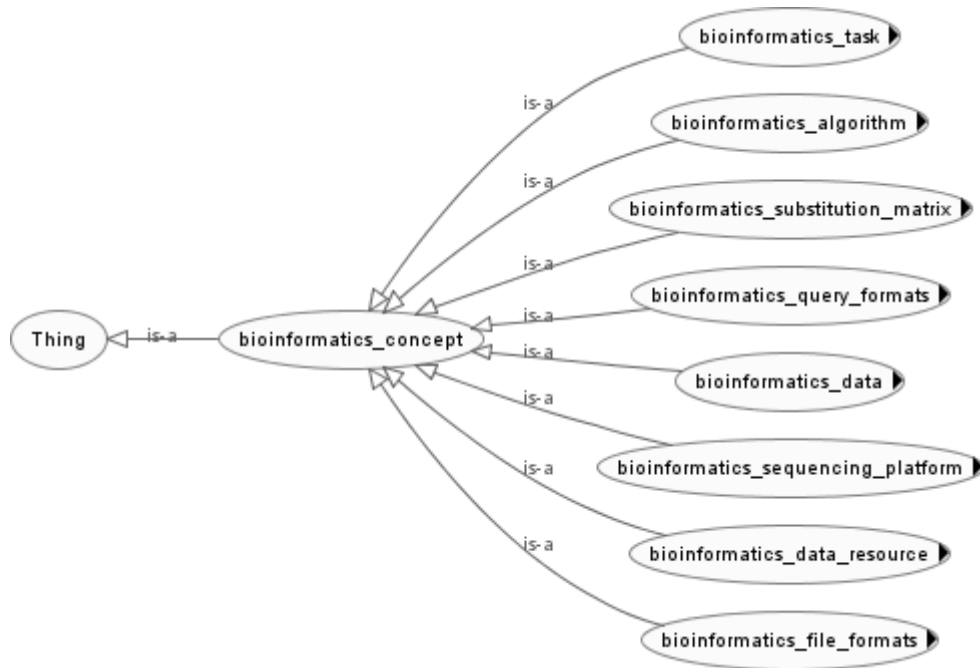 bioinformatics_task
is-a
bioinformatics_algorithm
is-a
bioinformatics_substitution_matrix
is-a
bioinformatics_query_formats
is-a
Thing
is-a
bioinformatics_concept
is-a
bioinformatics_data
is-a
bioinformatics_sequencing_platform
is-a
bioinformatics_data_resource
is-a
bioinformatics_file_formats